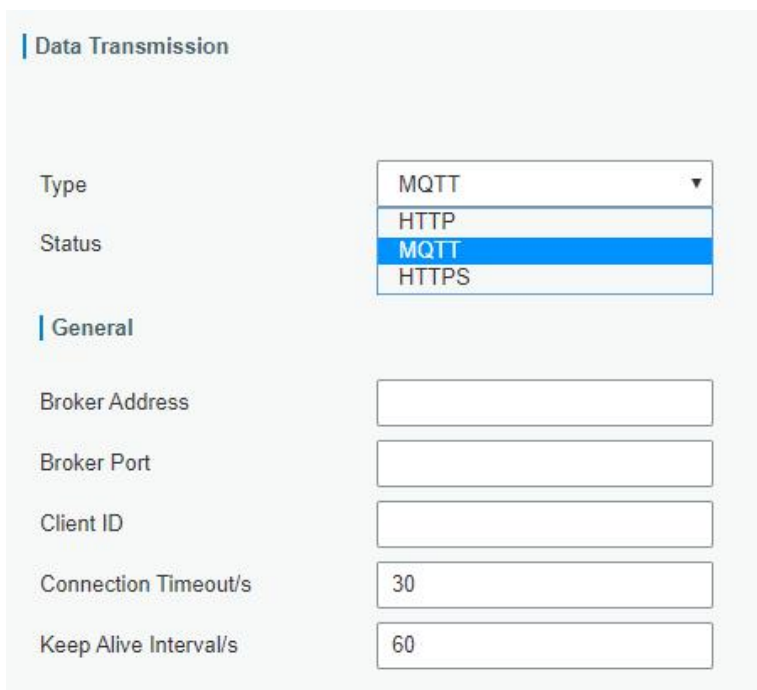 Data Transmission
Type MQTT
HTTP
Status MQTT
HTTPS
General
Broker Address
Broker Port
Client ID
Connection Timeout/s 30
Keep Alive Interval/s 60